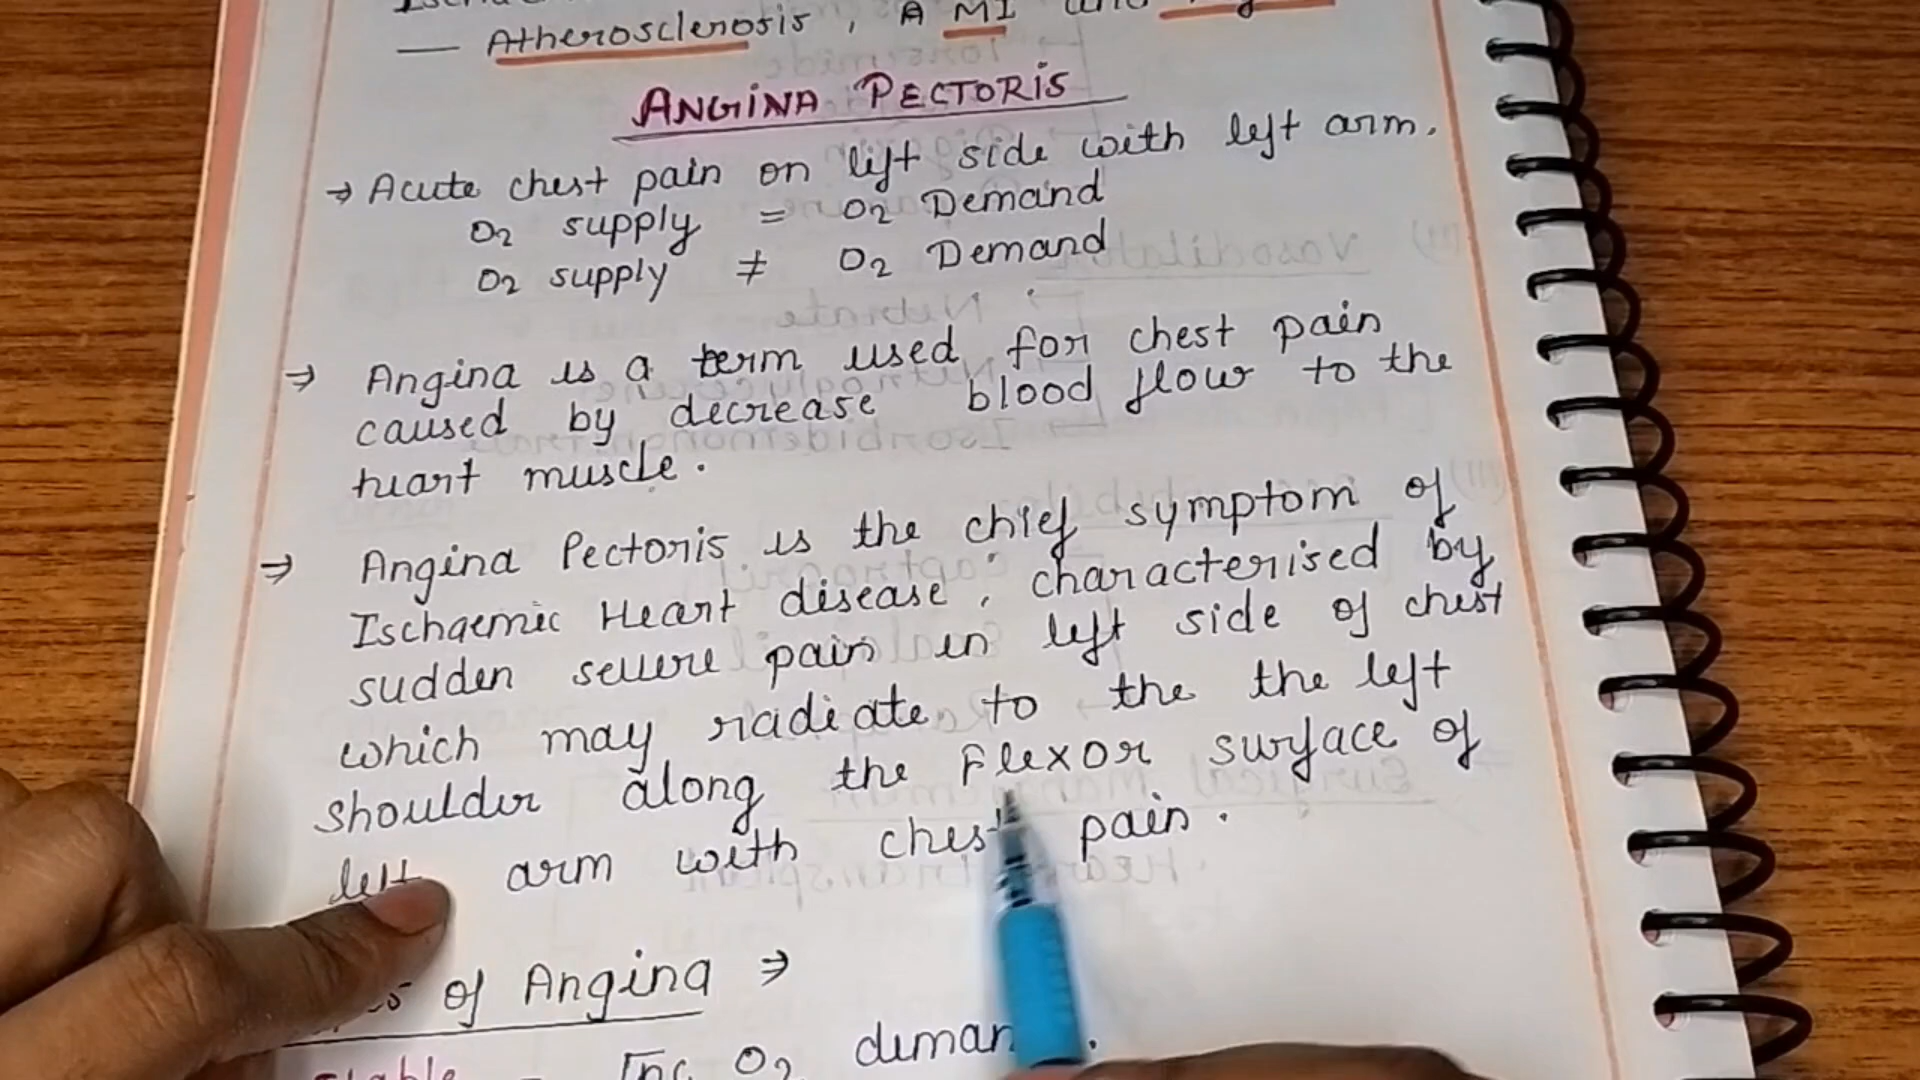 — Atherosclerosis, A MI and
ANGINA PECTORIS
→ Acute chest pain on left side with left arm.
O2 supply = O2 Demand
O2 supply ≠ O2 Demand
→ Angina is a term used for chest pain
caused by decrease blood flow to the
heart muscle.
→ Angina Pectoris is the chief symptom of
Ischaemic Heart disease, characterised by
sudden severe pain in left side of chest
which may radiate to the the left
shoulder along the Flexor surface of
left arm with chest pain.
of Angina →
Stable - Inc O2 deman